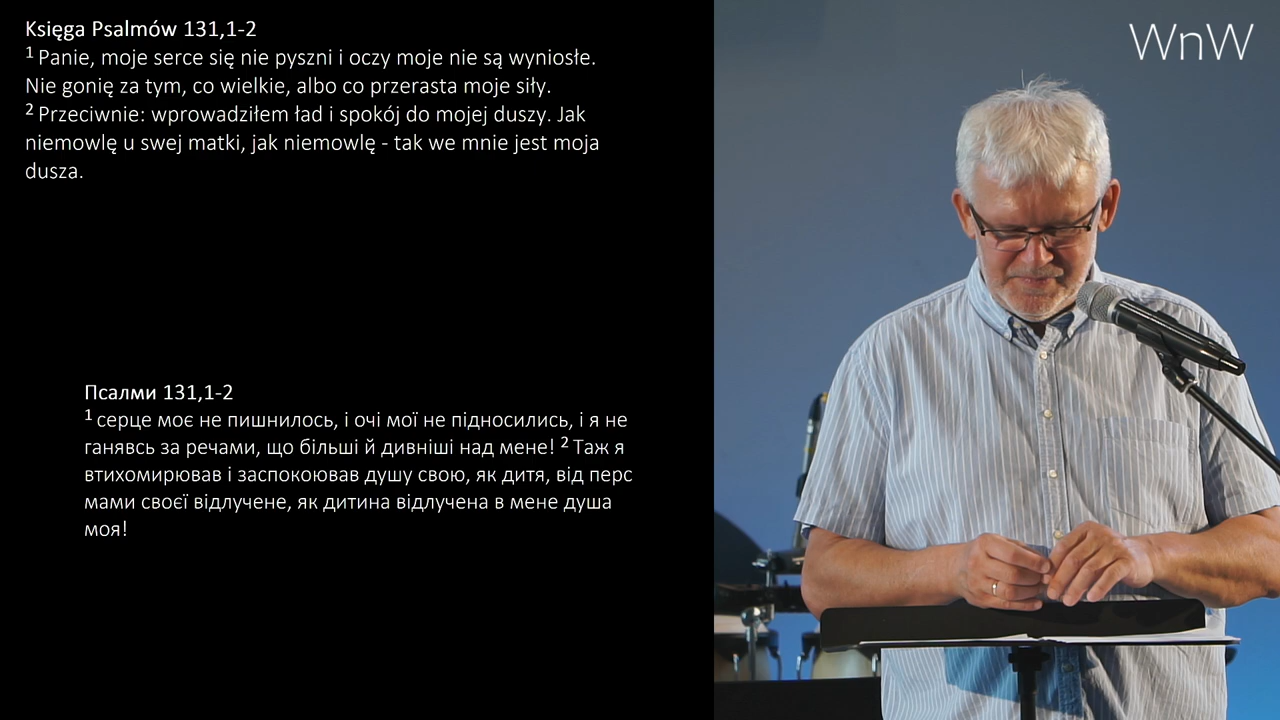 Księga Psalmów 131,1-2
1 Panie, moje serce się nie pyszni i oczy moje nie są wyniosłe.
Nie gonię za tym, co wielkie, albo co przerasta moje siły.
2 Przeciwnie: wprowadziłem ład i spokój do mojej duszy. Jak
niemowlę u swej matki, jak niemowlę - tak we mnie jest moja
dusza.
Псалми 131,1-2
1 серце моє не пишнилось, і очі мої не підносились, і я не
ганявсь за речами, що більші й дивніші над мене! 2 Таж я
втихомирював і заспокоював душу свою, як дитя, від перс
мами своєї відлучене, як дитина відлучена в мене душа
моя!
WnW